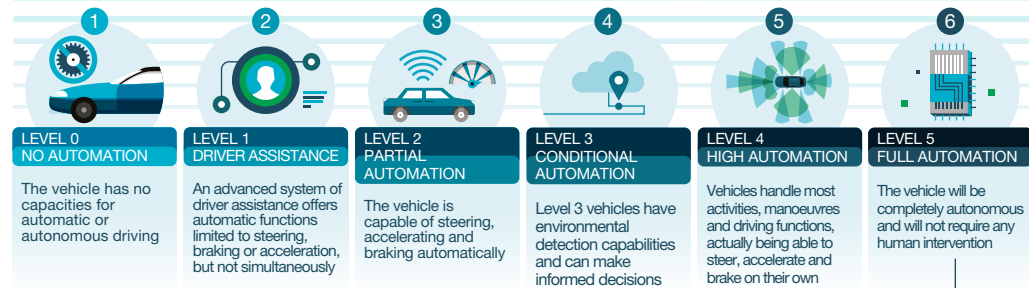 1
2
3
4
5
6
LEVEL 0
NO AUTOMATION
The vehicle has no
capacities for
automatic or
autonomous driving
LEVEL 1
DRIVER ASSISTANCE
An advanced system of
driver assistance offers
automatic functions
limited to steering,
braking or acceleration,
but not simultaneously
LEVEL 2
PARTIAL
AUTOMATION
The vehicle is
capable of steering,
accelerating and
braking automatically
LEVEL 3
CONDITIONAL
AUTOMATION
Level 3 vehicles have
environmental
detection capabilities
and can make
informed decisions
LEVEL 4
HIGH AUTOMATION
Vehicles handle most
activities, manoeuvres
and driving functions,
actually being able to
steer, accelerate and
brake on their own
LEVEL 5
FULL AUTOMATION
The vehicle will be
completely autonomous
and will not require any
human intervention